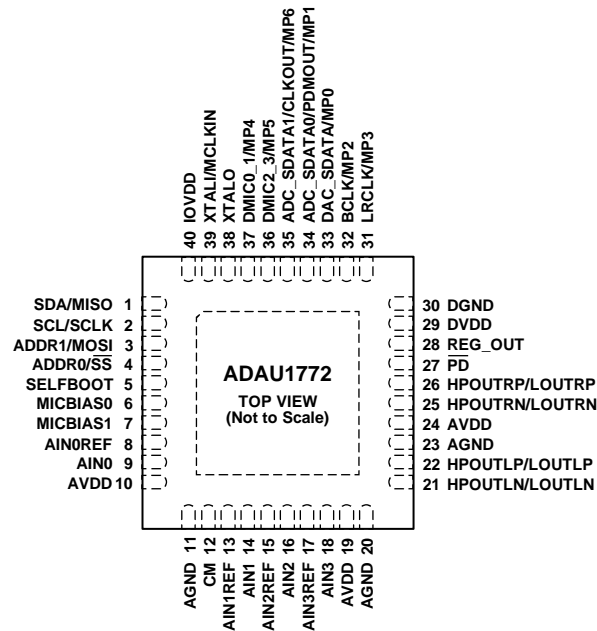 40 IOVDD
39 XTALI/MCLKIN
38 XTALO
37 DMIC0_1/MP4
36 DMIC2_3/MP5
35 ADC_SDATA1/CLKOUT/MP6
34 ADC_SDATA0/PDMOUT/MP1
33 DAC_SDATA/MP0
32 BCLK/MP2
31 LRCLK/MP3
SDA/MISO 1
SCL/SCLK 2
ADDR1/MOSI 3
ADDR0/S̅S̅ 4
SELFBOOT 5
MICBIAS0 6
MICBIAS1 7
AIN0REF 8
AIN0 9
AVDD 10
ADAU1772
TOP VIEW
(Not to Scale)
30 DGND
29 DVDD
28 REG_OUT
27 P̅D̅
26 HPOUTRP/LOUTRP
25 HPOUTRN/LOUTRN
24 AVDD
23 AGND
22 HPOUTLP/LOUTLP
21 HPOUTLN/LOUTLN
AGND 11
CM 12
AIN1REF 13
AIN1 14
AIN2REF 15
AIN2 16
AIN3REF 17
AIN3 18
AVDD 19
AGND 20